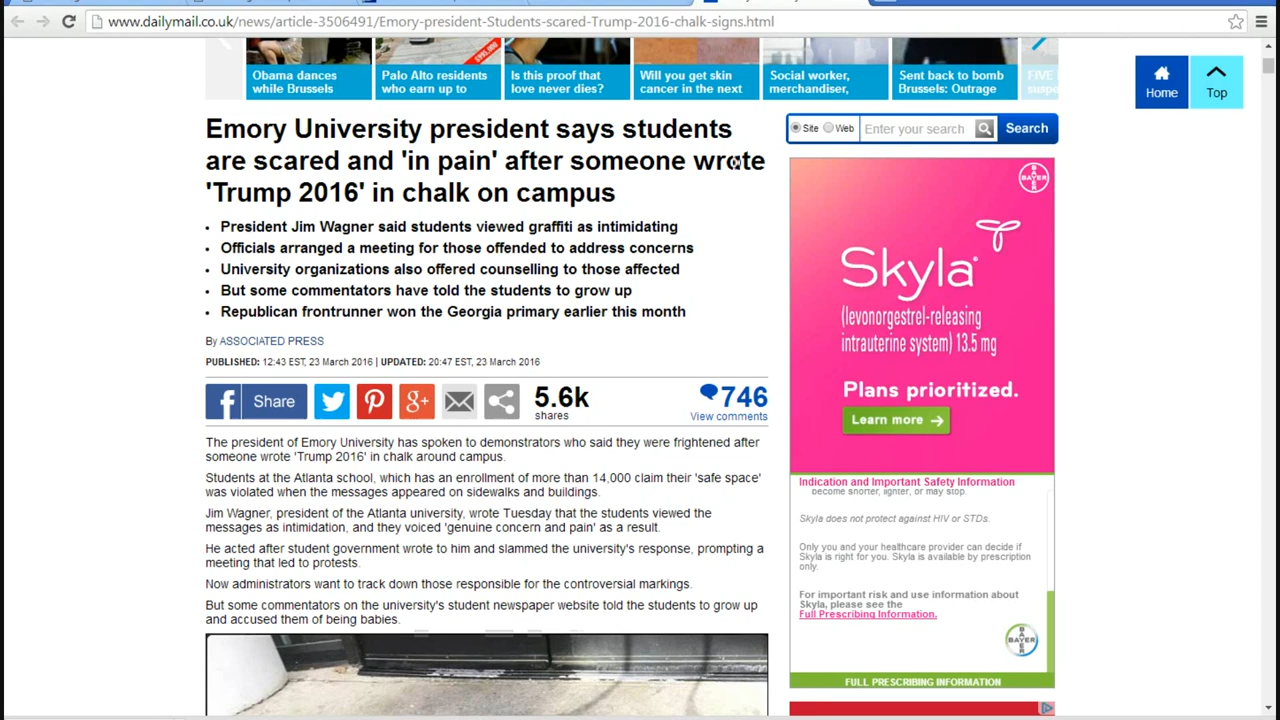 www.dailymail.co.uk/news/article-3506491/Emory-president-Students-scared-Trump-2016-chalk-signs.html
Obama dances
while Brussels
Palo Alto residents
who earn up to
Is this proof that
love never dies?
Will you get skin
cancer in the next
Social worker,
merchandiser,
Sent back to bomb
Brussels: Outrage
FIVE
Home
Top
Emory University president says students
are scared and 'in pain' after someone wrote
'Trump 2016' in chalk on campus
• President Jim Wagner said students viewed graffiti as intimidating
• Officials arranged a meeting for those offended to address concerns
• University organizations also offered counselling to those affected
• But some commentators have told the students to grow up
• Republican frontrunner won the Georgia primary earlier this month
By ASSOCIATED PRESS
PUBLISHED: 12:43 EST, 23 March 2016 | UPDATED: 20:47 EST, 23 March 2016
f Share
g+
5.6k
shares
746
View comments
The president of Emory University has spoken to demonstrators who said they were frightened after
someone wrote 'Trump 2016' in chalk around campus.
Students at the Atlanta school, which has an enrollment of more than 14,000 claim their 'safe space'
was violated when the messages appeared on sidewalks and buildings.
Jim Wagner, president of the Atlanta university, wrote Tuesday that the students viewed the
messages as intimidation, and they voiced 'genuine concern and pain' as a result.
He acted after student government wrote to him and slammed the university's response, prompting a
meeting that led to protests.
Now administrators want to track down those responsible for the controversial markings.
But some commentators on the university's student newspaper website told the students to grow up
and accused them of being babies.
Site Web Enter your search Search
BAYER
Skyla
(levonorgestrel-releasing
intrauterine system) 13.5 mg
Plans prioritized.
Learn more
Indication and Important Safety Information
become shorter, lighter, or may stop.
Skyla does not protect against HIV or STDs.
Only you and your healthcare provider can decide if
Skyla is right for you. Skyla is available by prescription
only.
For important risk and use information about
Skyla, please see the
Full Prescribing Information.
BAYER
FULL PRESCRIBING INFORMATION